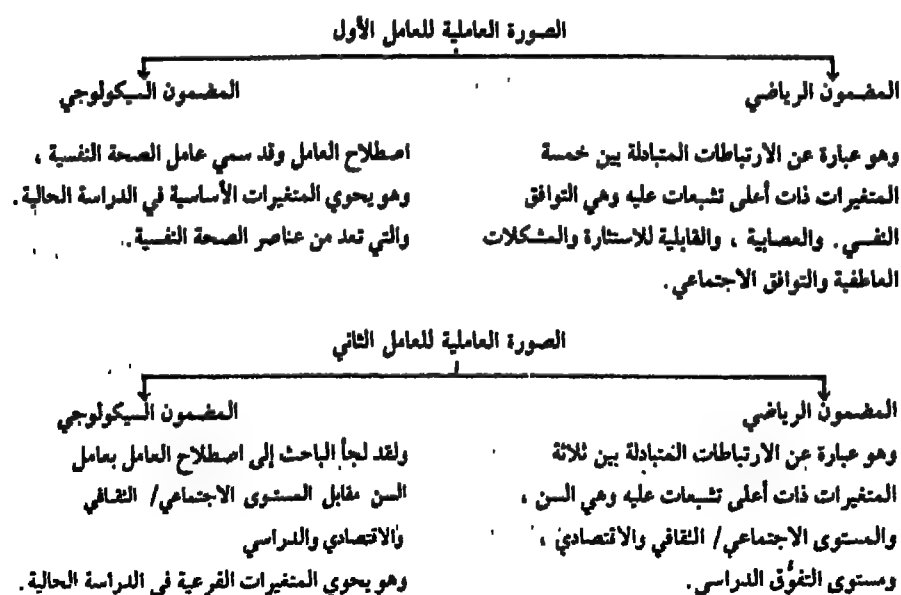 الصورة العاملية للعامل الأول
المضمون الرياضي
وهو عبارة عن الارتباطات المتبادلة بين خمسة
المتغيرات ذات أعلى تشبعات عليه وهي التوافق
النفسي. والعصابية ، والقابلية للاستثارة والمشكلات
العاطفية والتوافق الاجتماعي.
المضمون السيكولوجي
اصطلاح العامل وقد سمي عامل الصحة النفسية ،
وهو يحوي المتغيرات الأساسية في الدراسة الحالية.
والتي تعد من عناصر الصحة النفسية.
الصورة العاملية للعامل الثاني
المضمون الرياضي
وهو عبارة عن الارتباطات المتبادلة بين ثلاثة
المتغيرات ذات أعلى تشبعات عليه وهي السن ،
والمستوى الاجتماعي/ الثقافي والاقتصادي ،
ومستوى التفوُّق الدراسي.
المضمون السيكولوجي
ولقد لجأ الباحث إلى اصطلاح العامل بعامل
السن مقابل المستوى الاجتماعي/ الثقافي
والاقتصادي والدراسي
وهو يحوي المتغيرات الفرعية في الدراسة الحالية.